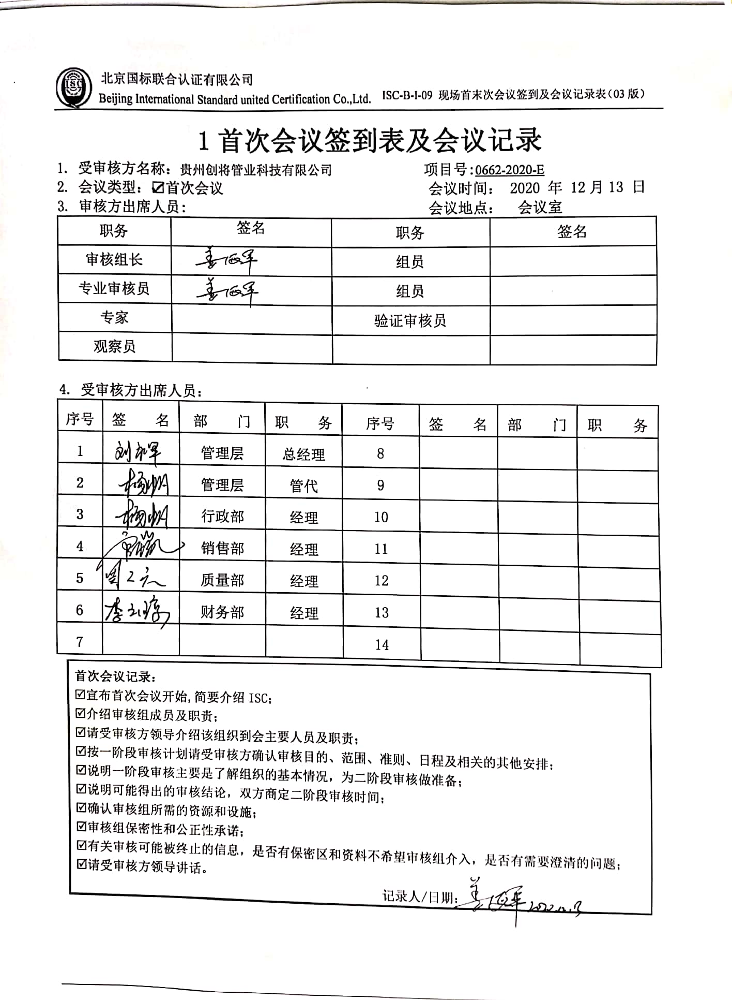 ISC
北京国标联合认证有限公司
Beijing International Standard united Certification Co.,Ltd. ISC-B-I-09 现场首末次会议签到及会议记录表(03 版)
1 首次会议签到表及会议记录
1. 受审核方名称: 贵州创将管业科技有限公司 项目号:0662-2020-E
2. 会议类型: ☑首次会议 会议时间: 2020 年 12 月 13 日
3. 审核方出席人员: 会议地点: 会议室
职务 签名 职务 签名
审核组长 姜海军 组员
专业审核员 姜海军 组员
专家 验证审核员
观察员
4. 受审核方出席人员:
序号 签 名 部 门 职 务 序号 签 名 部 门 职 务
1 管理层 总经理 8
2 杨帅 管理层 管代 9
3 杨帅 行政部 经理 10
4 销售部 经理 11
5 质量部 经理 12
6 财务部 经理 13
7 14
首次会议记录:
☑宣布首次会议开始,简要介绍 ISC;
☑介绍审核组成员及职责;
☑请受审核方领导介绍该组织到会主要人员及职责;
☑按一阶段审核计划请受审核方确认审核目的、范围、准则、日程及相关的其他安排;
☑说明一阶段审核主要是了解组织的基本情况，为二阶段审核做准备;
☑说明可能得出的审核结论，双方商定二阶段审核时间;
☑确认审核组所需的资源和设施;
☑审核组保密性和公正性承诺;
☑有关审核可能被终止的信息，是否有保密区和资料不希望审核组介入，是否有需要澄清的问题;
☑请受审核方领导讲话。
记录人/日期: 姜海军